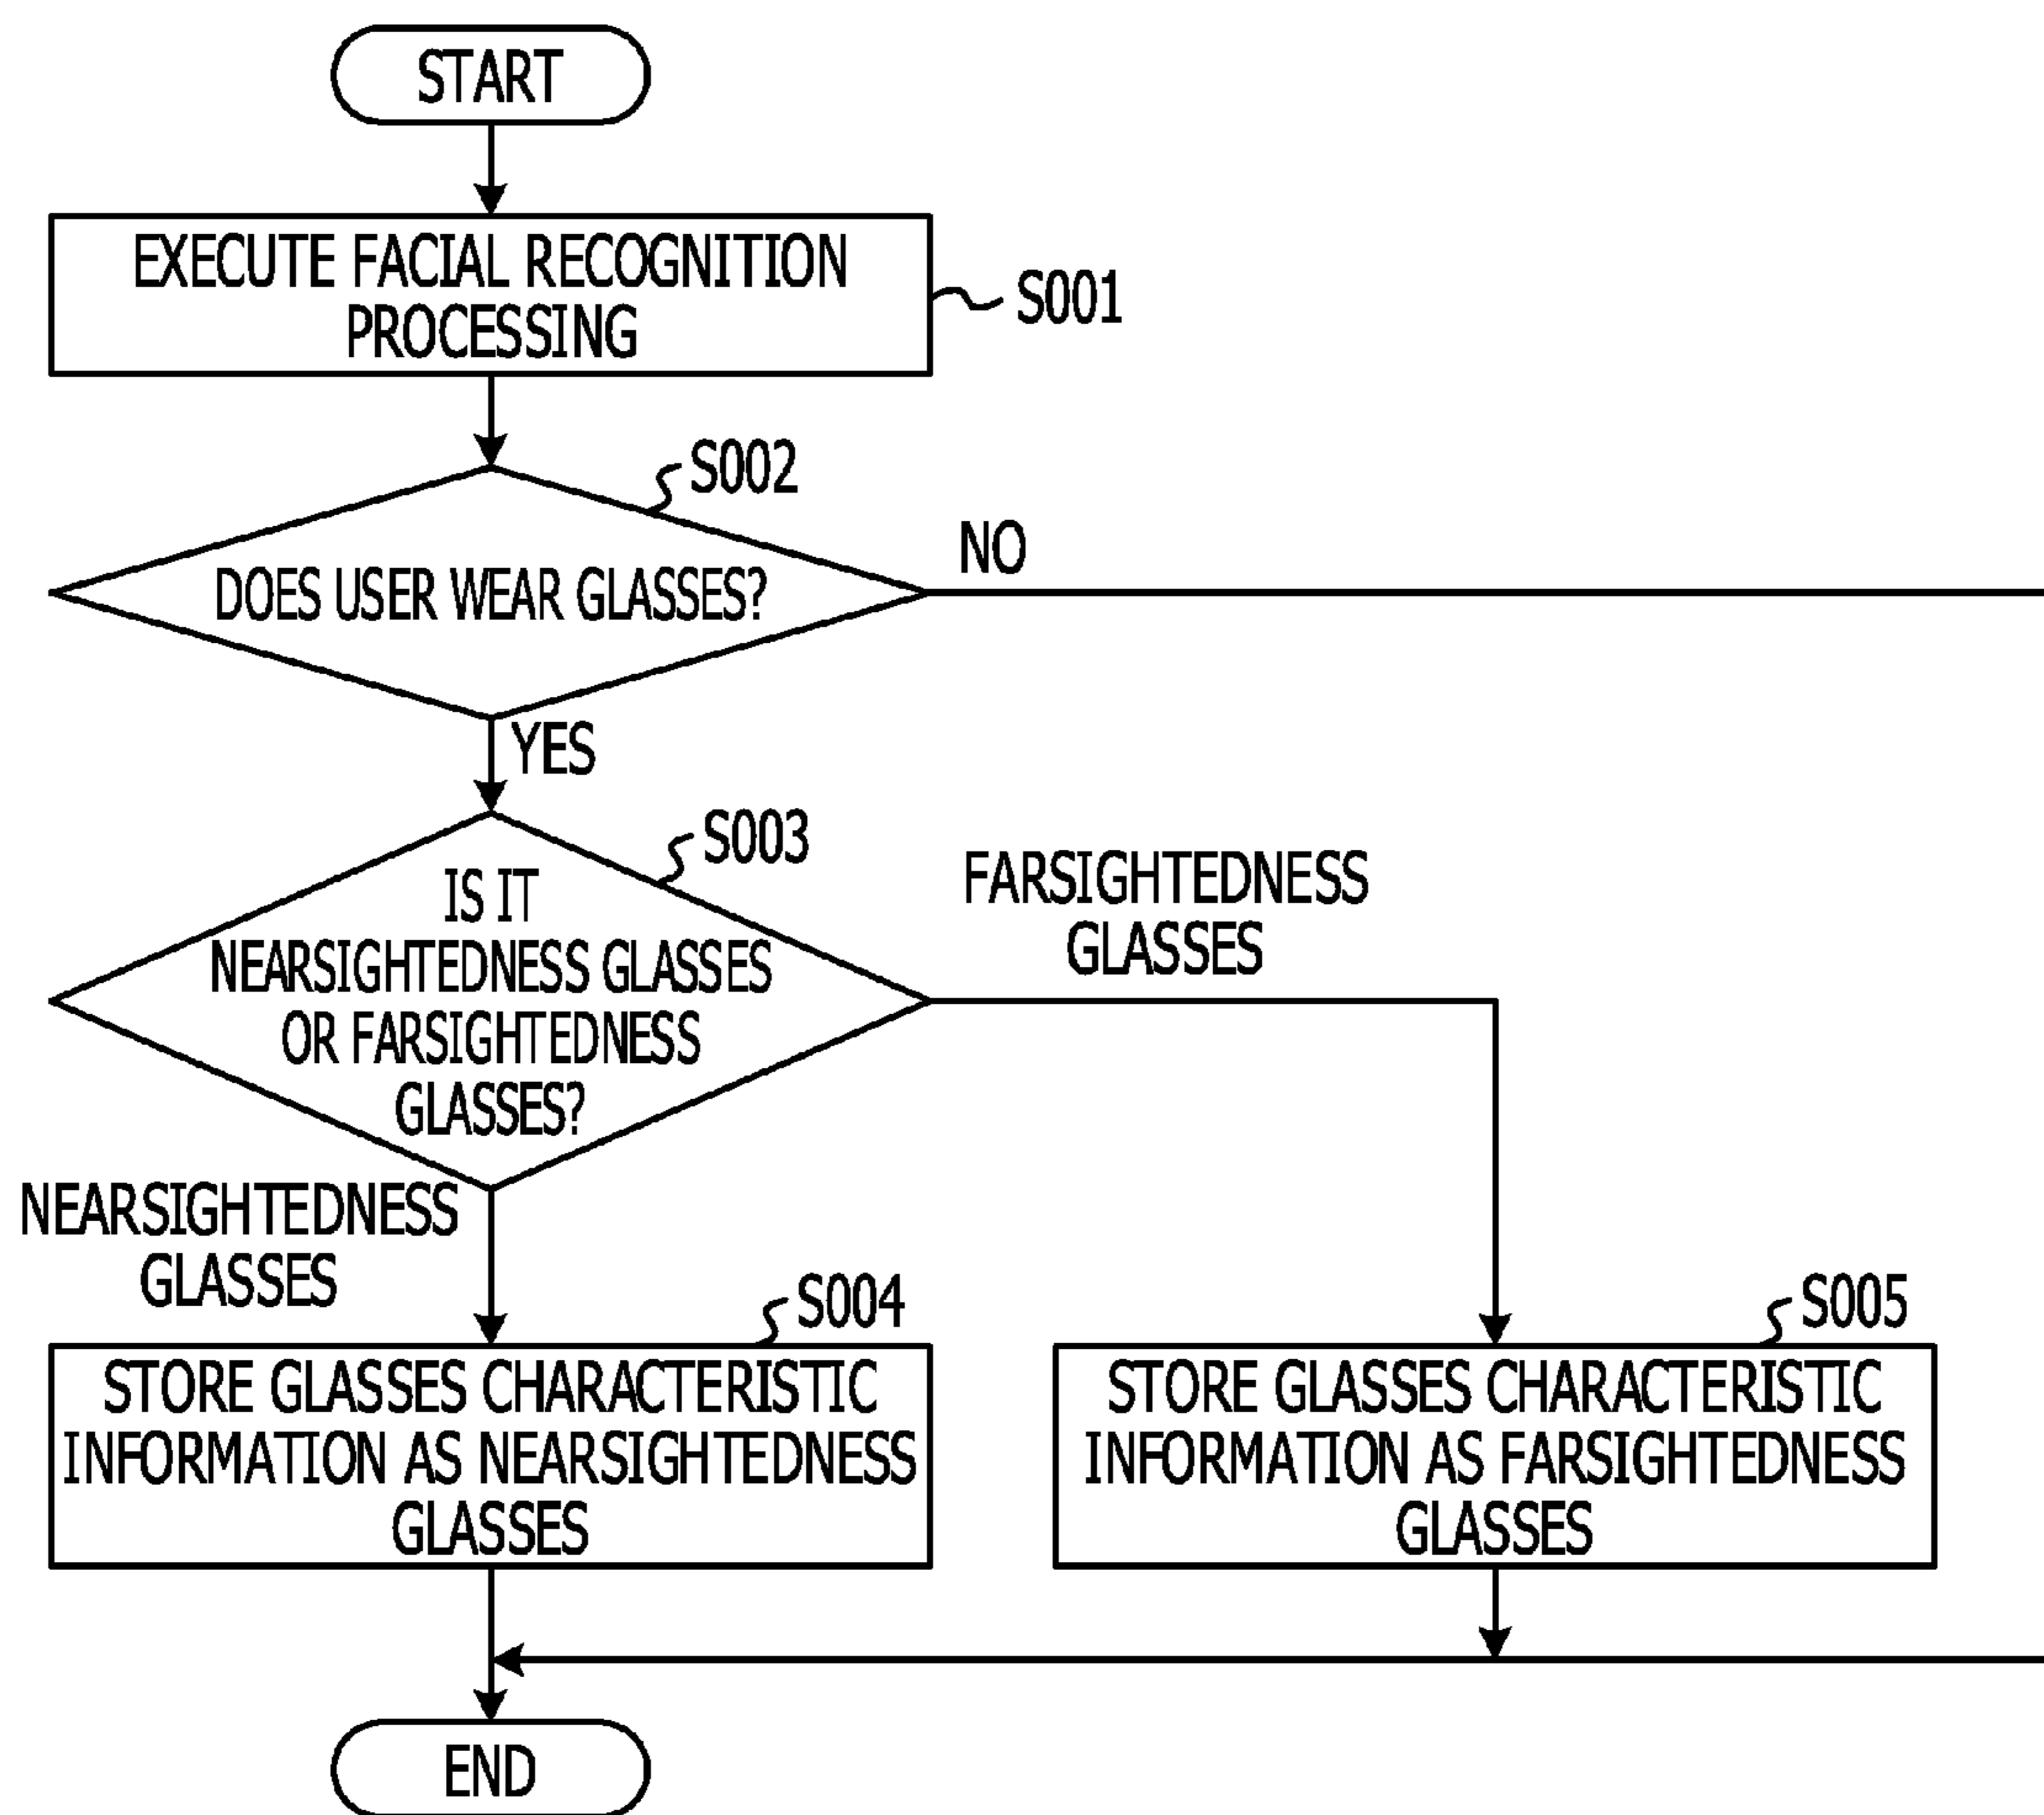 START
EXECUTE FACIAL RECOGNITION
PROCESSING
S001
S002
DOES USER WEAR GLASSES?
NO
YES
S003
IS IT
NEARSIGHTEDNESS GLASSES
OR FARSIGHTEDNESS
GLASSES?
FARSIGHTEDNESS
GLASSES
NEARSIGHTEDNESS
GLASSES
S004
STORE GLASSES CHARACTERISTIC
INFORMATION AS NEARSIGHTEDNESS
GLASSES
S005
STORE GLASSES CHARACTERISTIC
INFORMATION AS FARSIGHTEDNESS
GLASSES
END